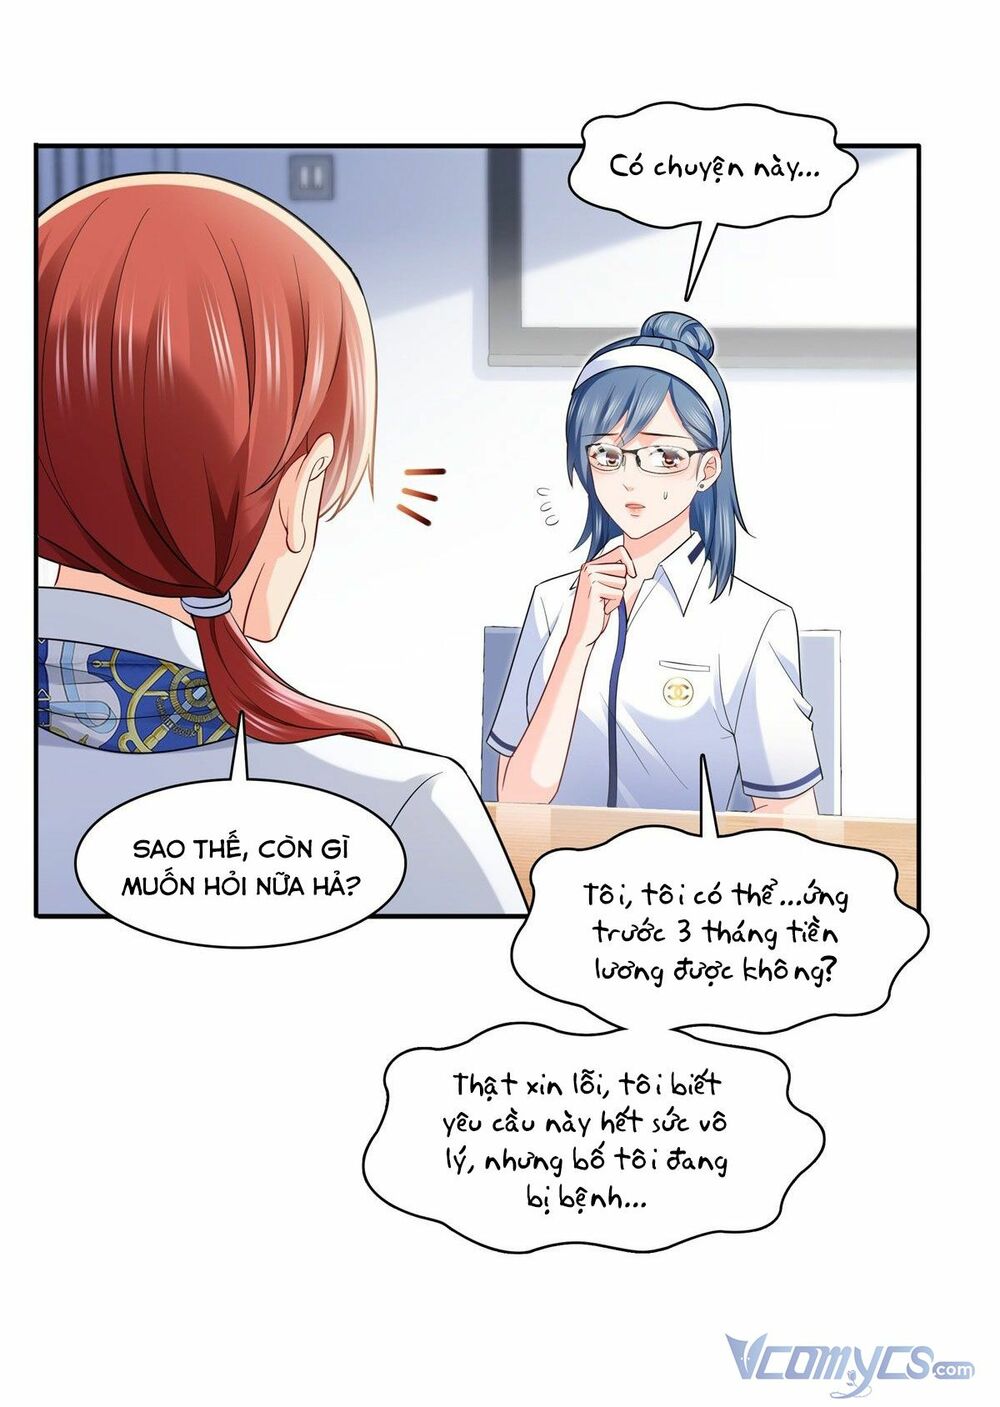 Có chuyện này...
SAO THẾ, CÒN GÌ
MUỐN HỎI NỮA HẢ?
Tôi, tôi có thể...ứng
trước 3 tháng tiền
lương được không?
Thật xin lỗi, tôi biết
yêu cầu này hết sức vô
lý, nhưng bố tôi đang
bị bệnh...
Vcomycs.com